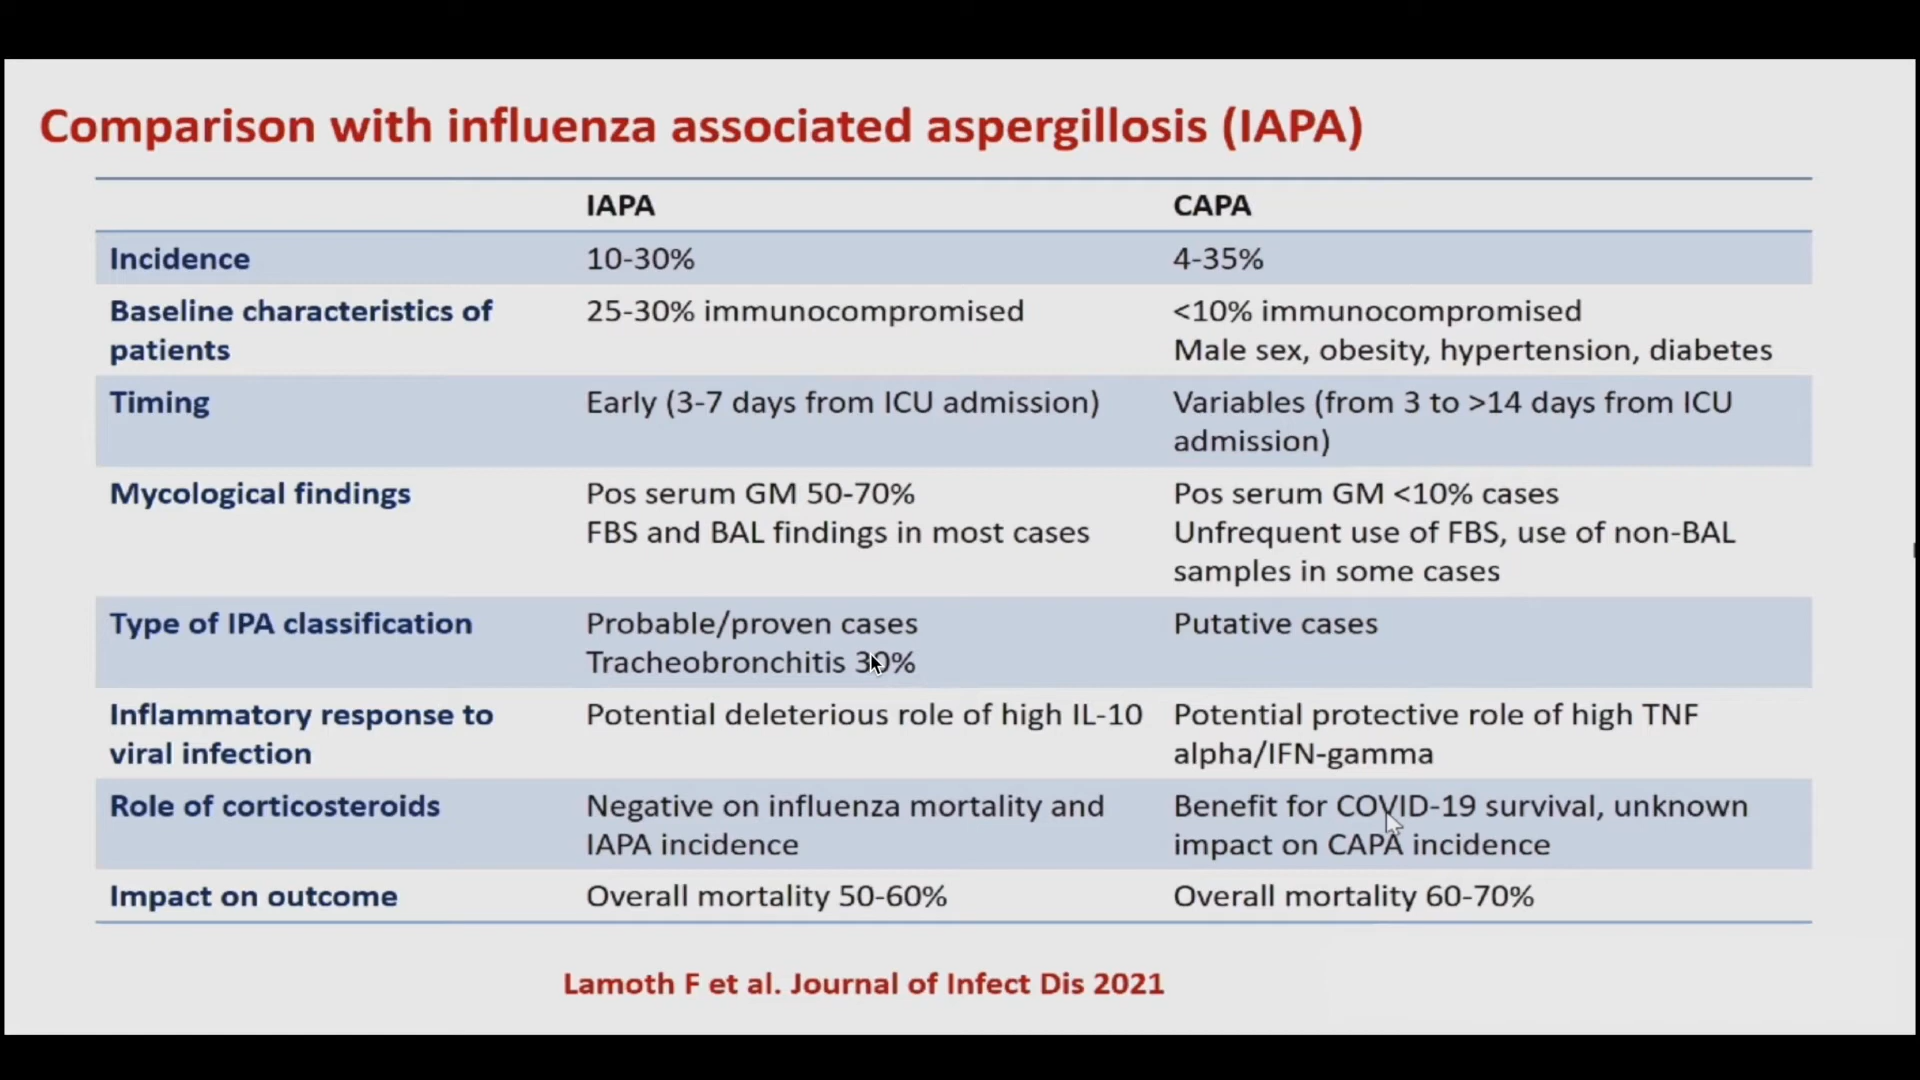 Comparison with influenza associated aspergillosis (IAPA)
IAPA CAPA
Incidence 10-30% 4-35%
Baseline characteristics of 25-30% immunocompromised <10% immunocompromised
patients Male sex, obesity, hypertension, diabetes
Timing Early (3-7 days from ICU admission) Variables (from 3 to >14 days from ICU
admission)
Mycological findings Pos serum GM 50-70% Pos serum GM <10% cases
FBS and BAL findings in most cases Unfrequent use of FBS, use of non-BAL
samples in some cases
Type of IPA classification Probable/proven cases Putative cases
Tracheobronchitis 30%
Inflammatory response to Potential deleterious role of high IL-10 Potential protective role of high TNF
viral infection alpha/IFN-gamma
Role of corticosteroids Negative on influenza mortality and Benefit for COVID-19 survival, unknown
IAPA incidence impact on CAPA incidence
Impact on outcome Overall mortality 50-60% Overall mortality 60-70%
Lamoth F et al. Journal of Infect Dis 2021